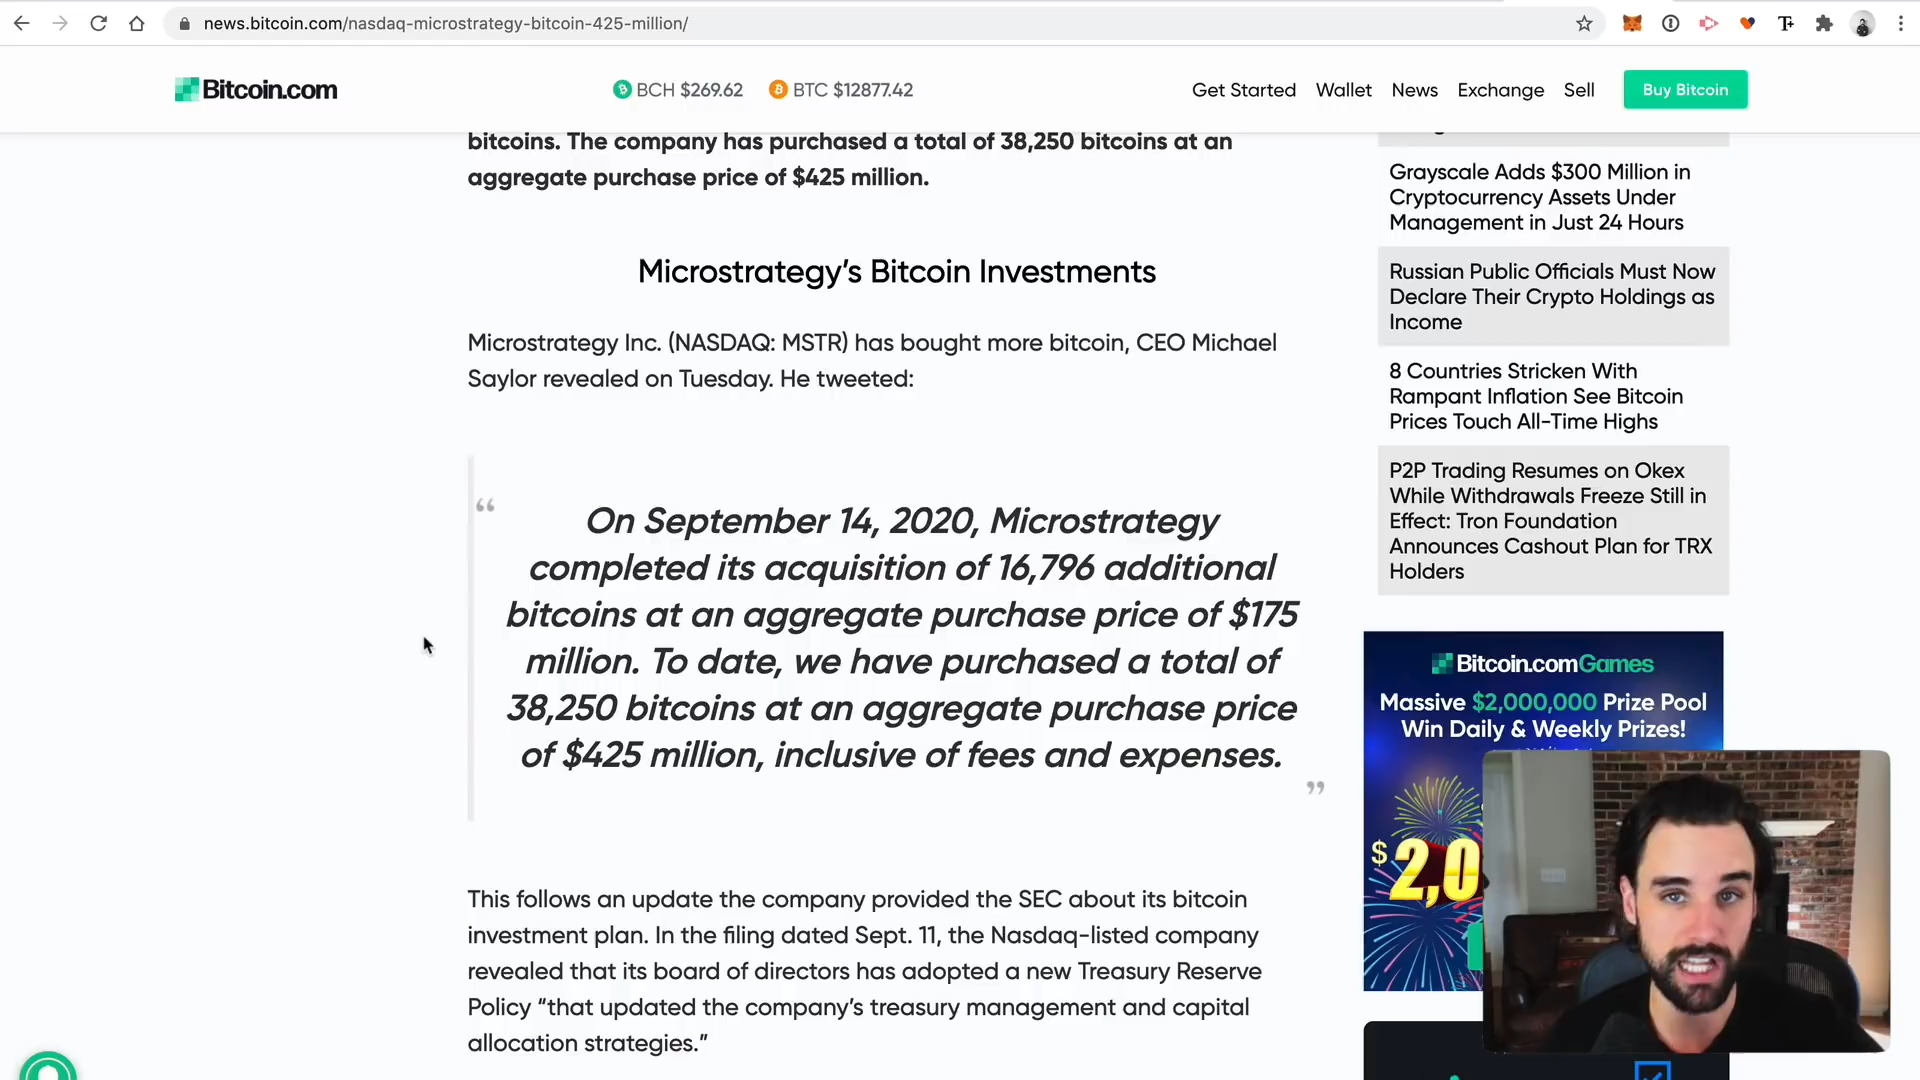 news.bitcoin.com/nasdaq-microstrategy-bitcoin-425-million/
Bitcoin.com
BCH $269.62
BTC $12877.42
Get Started
Wallet
News
Exchange
Sell
Buy Bitcoin
bitcoins. The company has purchased a total of 38,250 bitcoins at an
aggregate purchase price of $425 million.
Microstrategy’s Bitcoin Investments
Microstrategy Inc. (NASDAQ: MSTR) has bought more bitcoin, CEO Michael
Saylor revealed on Tuesday. He tweeted:
“
On September 14, 2020, Microstrategy
completed its acquisition of 16,796 additional
bitcoins at an aggregate purchase price of $175
million. To date, we have purchased a total of
38,250 bitcoins at an aggregate purchase price
of $425 million, inclusive of fees and expenses.
”
This follows an update the company provided the SEC about its bitcoin
investment plan. In the filing dated Sept. 11, the Nasdaq-listed company
revealed that its board of directors has adopted a new Treasury Reserve
Policy “that updated the company’s treasury management and capital
allocation strategies.”
Grayscale Adds $300 Million in
Cryptocurrency Assets Under
Management in Just 24 Hours
Russian Public Officials Must Now
Declare Their Crypto Holdings as
Income
8 Countries Stricken With
Rampant Inflation See Bitcoin
Prices Touch All-Time Highs
P2P Trading Resumes on Okex
While Withdrawals Freeze Still in
Effect: Tron Foundation
Announces Cashout Plan for TRX
Holders
Bitcoin.comGames
Massive $2,000,000 Prize Pool
Win Daily & Weekly Prizes!
$2,0